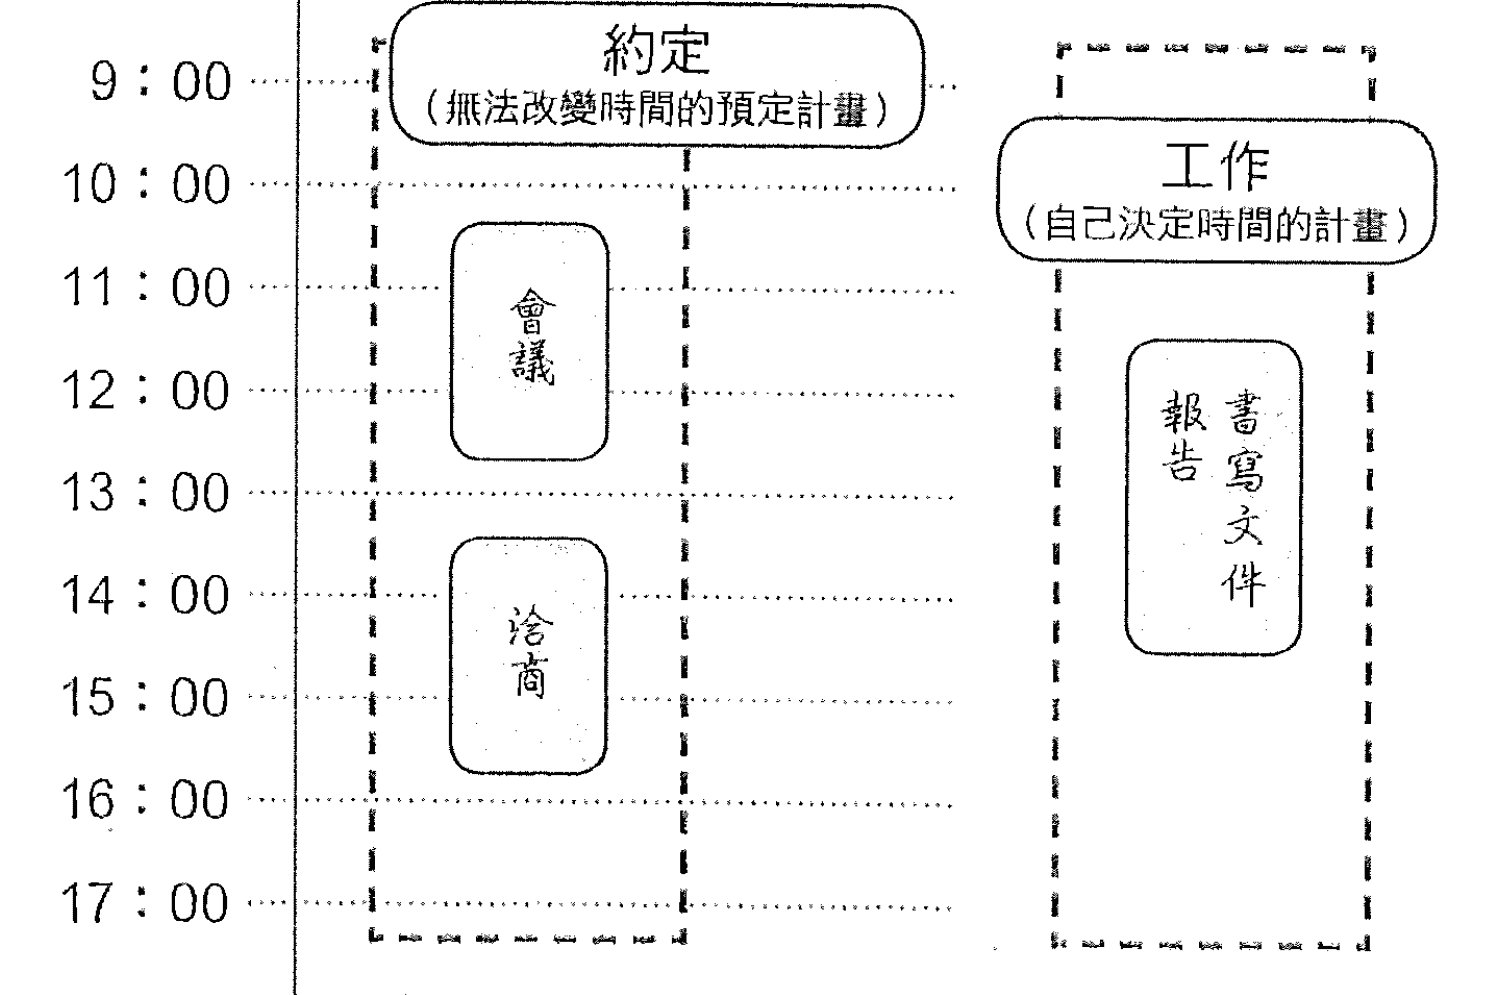 9：00
10：00
11：00
12：00
13：00
14：00
15：00
16：00
17：00
約定
（無法改變時間的預定計畫）
會議
洽商
工作
（自己決定時間的計畫）
書寫文件
報告